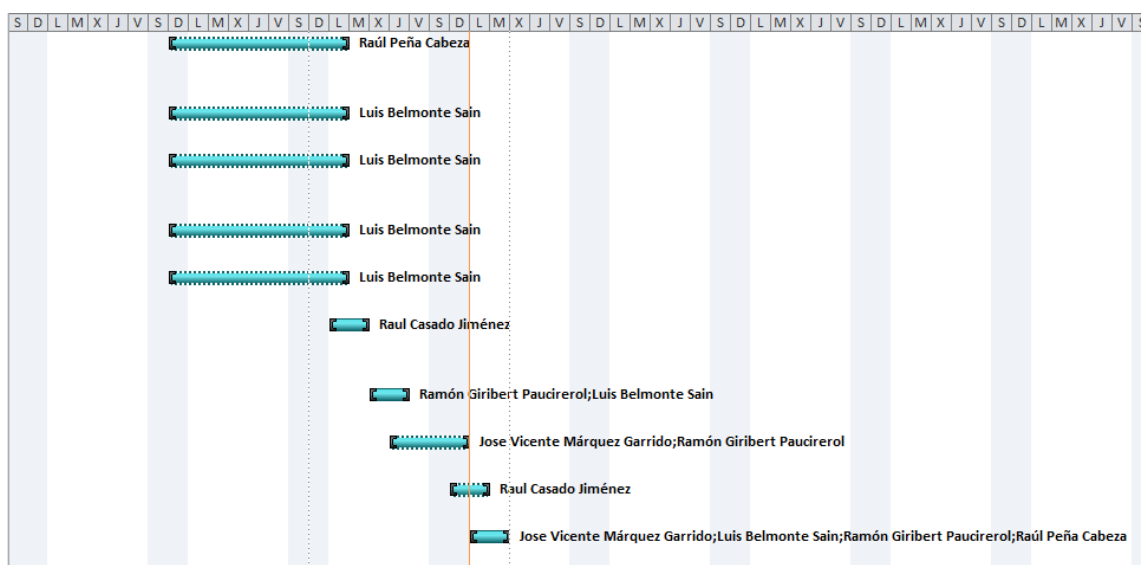 S D L M X J V S D L M X J V S D L M X J V S D L M X J V S D L M X J V S D L M X J V S D L M X J V S D L M X J V S
Raúl Peña Cabeza
Luis Belmonte Sain
Luis Belmonte Sain
Luis Belmonte Sain
Luis Belmonte Sain
Raul Casado Jiménez
Ramón Giribert Paucirerol;Luis Belmonte Sain
Jose Vicente Márquez Garrido;Ramón Giribert Paucirerol
Raul Casado Jiménez
Jose Vicente Márquez Garrido;Luis Belmonte Sain;Ramón Giribert Paucirerol;Raúl Peña Cabeza